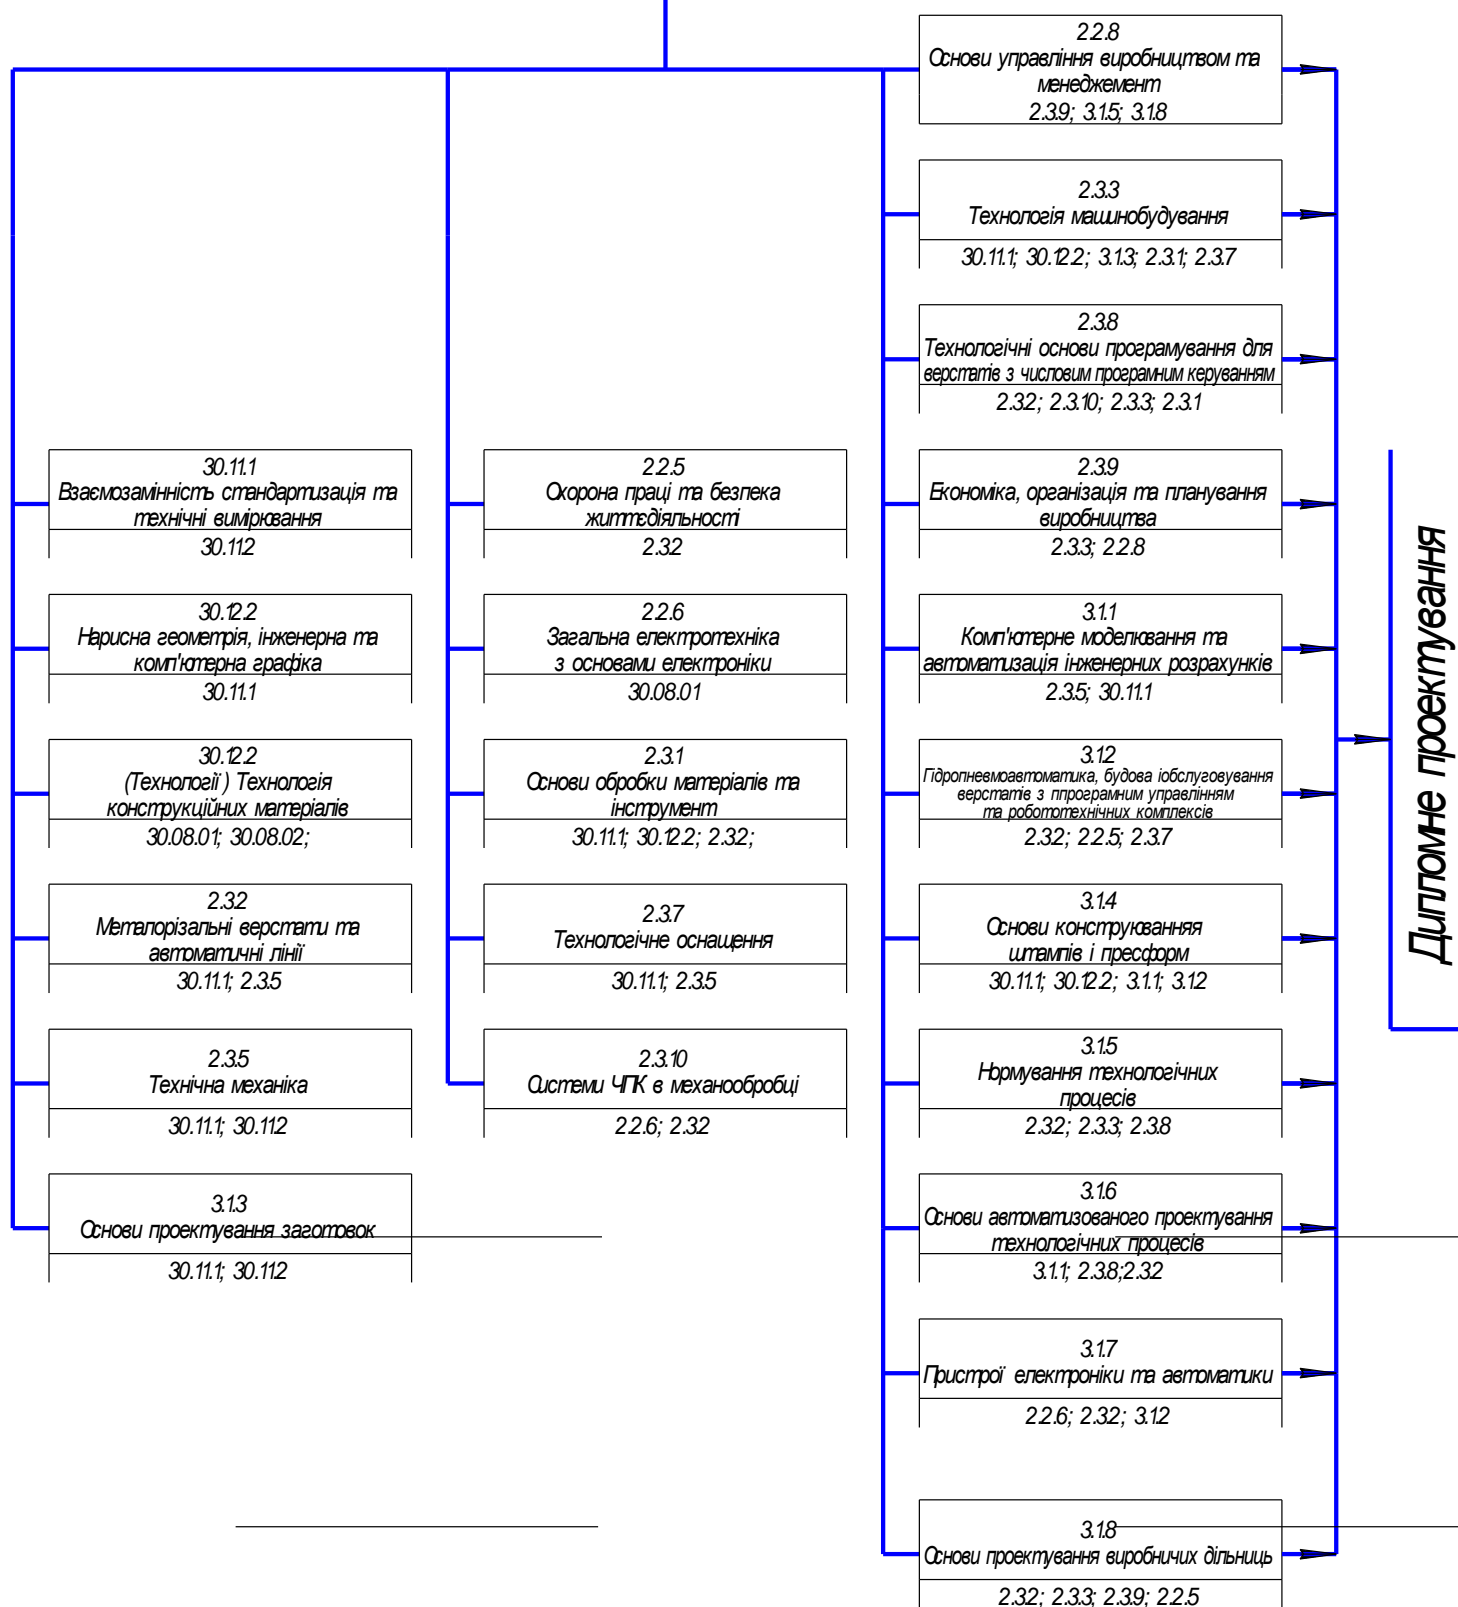 2.2.8
Основи управління виробництвом та
менеджемент
2.3.9; 3.1.5; 3.1.8
2.3.3
Технологія машинобудування
30.11.1; 30.12.2; 3.1.3; 2.3.1; 2.3.7
2.3.8
Технологічні основи програмування для
верстатів з числовим програмним керуванням
2.3.2; 2.3.10; 2.3.3; 2.3.1
30.11.1
Взаємозамінність стандартизація та
технічні вимірювання
30.11.2
2.2.5
Охорона праці та безпека
життєдіяльності
2.3.2
2.3.9
Економіка, організація та планування
виробництва
2.3.3; 2.2.8
30.12.2
Нарисна геометрія, інженерна та
комп'ютерна графіка
30.11.1
2.2.6
Загальна електротехніка
з основами електроніки
30.08.01
3.1.1
Комп'ютерне моделювання та
автоматизація інженерних розрахунків
2.3.5; 30.11.1
30.12.2
(Технології ) Технологія
конструкційних матеріалів
30.08.01; 30.08.02;
2.3.1
Основи обробки матеріалів та
інструмент
30.11.1; 30.12.2; 2.3.2;
3.1.2
Гідропневмоавтоматика, будова іобслуговування
верстатів з ппрограмним управлінням
та робототехнічних комплексів
2.3.2; 2.2.5; 2.3.7
2.3.2
Металорізальні верстати та
автоматичні лінії
30.11.1; 2.3.5
2.3.7
Технологічне оснащення
30.11.1; 2.3.5
3.1.4
Основи конструюванняя
штампів і пресформ
30.11.1; 30.12.2; 3.1.1; 3.1.2
2.3.5
Технічна механіка
30.11.1; 30.11.2
2.3.10
Системи ЧПК в механообробці
2.2.6; 2.3.2
3.1.5
Нормування технологічних
процесів
2.3.2; 2.3.3; 2.3.8
3.1.3
Основи проектування заготовок
30.11.1; 30.11.2
3.1.6
Основи автоматизованого проектування
технологічних процесів
3.1.1; 2.3.8;2.3.2
3.1.7
Пристрої електроніки та автоматики
2.2.6; 2.3.2; 3.1.2
3.1.8
Основи проектування виробничих дільниць
2.3.2; 2.3.3; 2.3.9; 2.2.5
Дипломне проектування